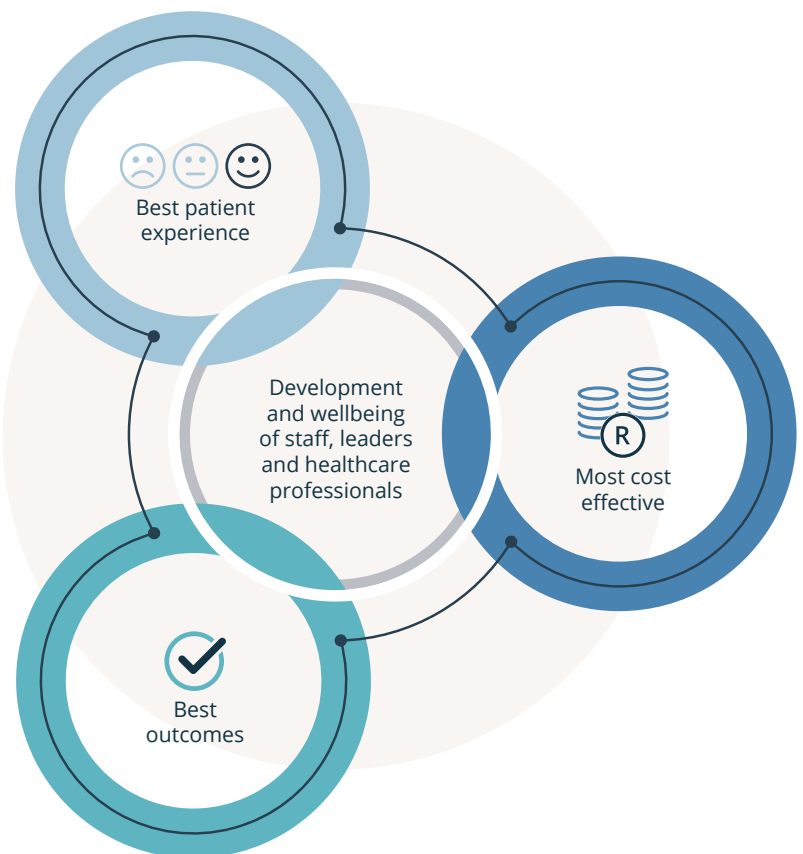 Best patient
experience
Development
and wellbeing
of staff, leaders
and healthcare
professionals
R
Most cost
effective
Best
outcomes